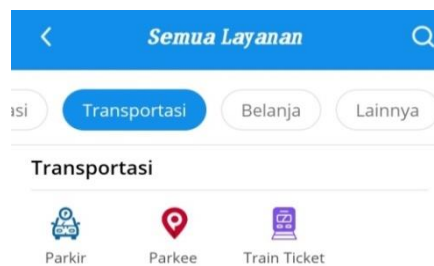 Semua Layanan
asi Transportasi Belanja Lainnya
Transportasi
Parkir Parkee Train Ticket